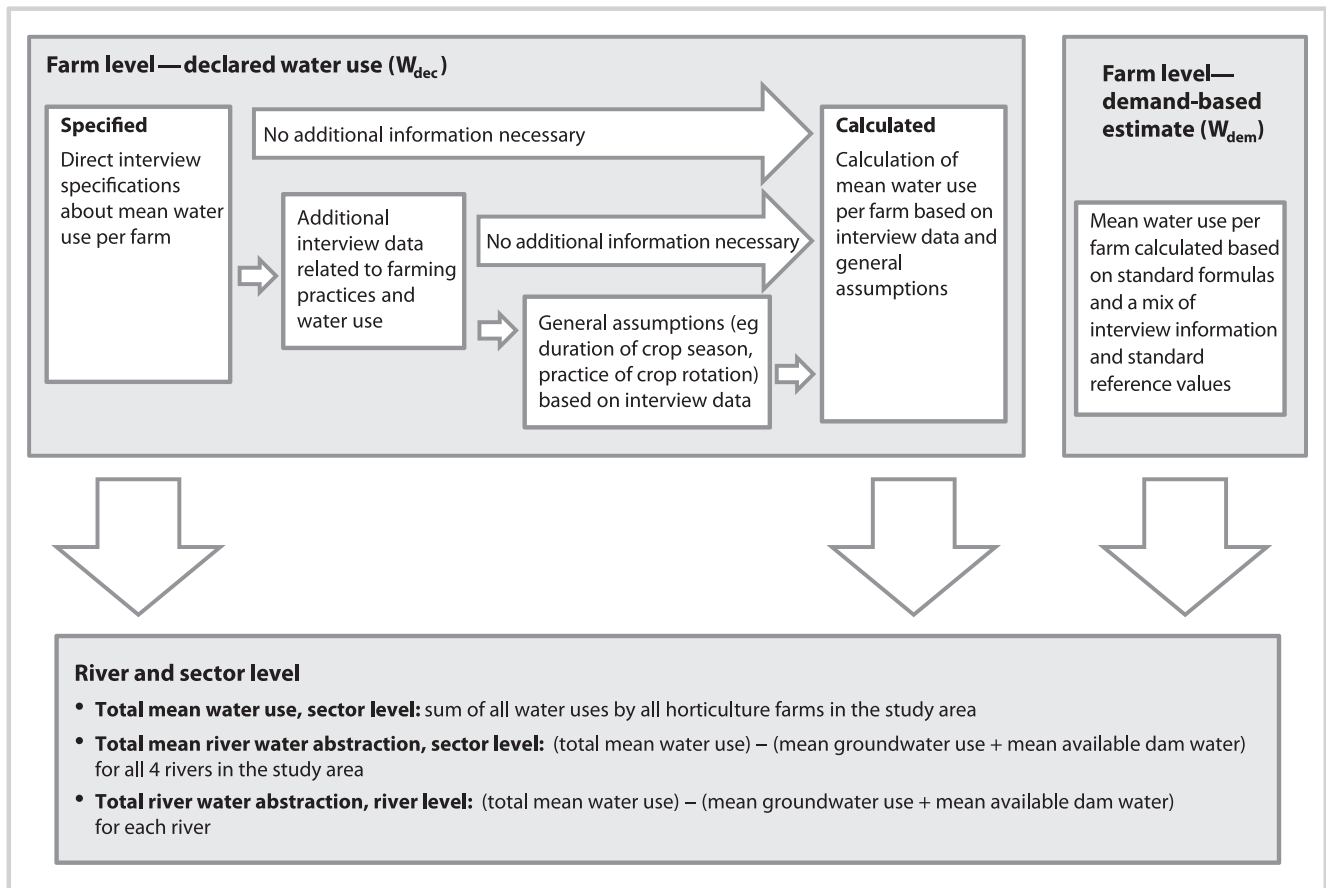 Farm level—declared water use (Wdec)
Specified
Direct interview
specifications
about mean water
use per farm
No additional information necessary
Additional
interview data
related to farming
practices and
water use
No additional information necessary
General assumptions (eg
duration of crop season,
practice of crop rotation)
based on interview data
Calculated
Calculation of
mean water use
per farm based on
interview data and
general
assumptions
Farm level—
demand-based
estimate (Wdem)
Mean water use per
farm calculated based
on standard formulas
and a mix of
interview information
and standard
reference values
River and sector level
• Total mean water use, sector level: sum of all water uses by all horticulture farms in the study area
• Total mean river water abstraction, sector level: (total mean water use) – (mean groundwater use + mean available dam water)
for all 4 rivers in the study area
• Total river water abstraction, river level: (total mean water use) – (mean groundwater use + mean available dam water)
for each river